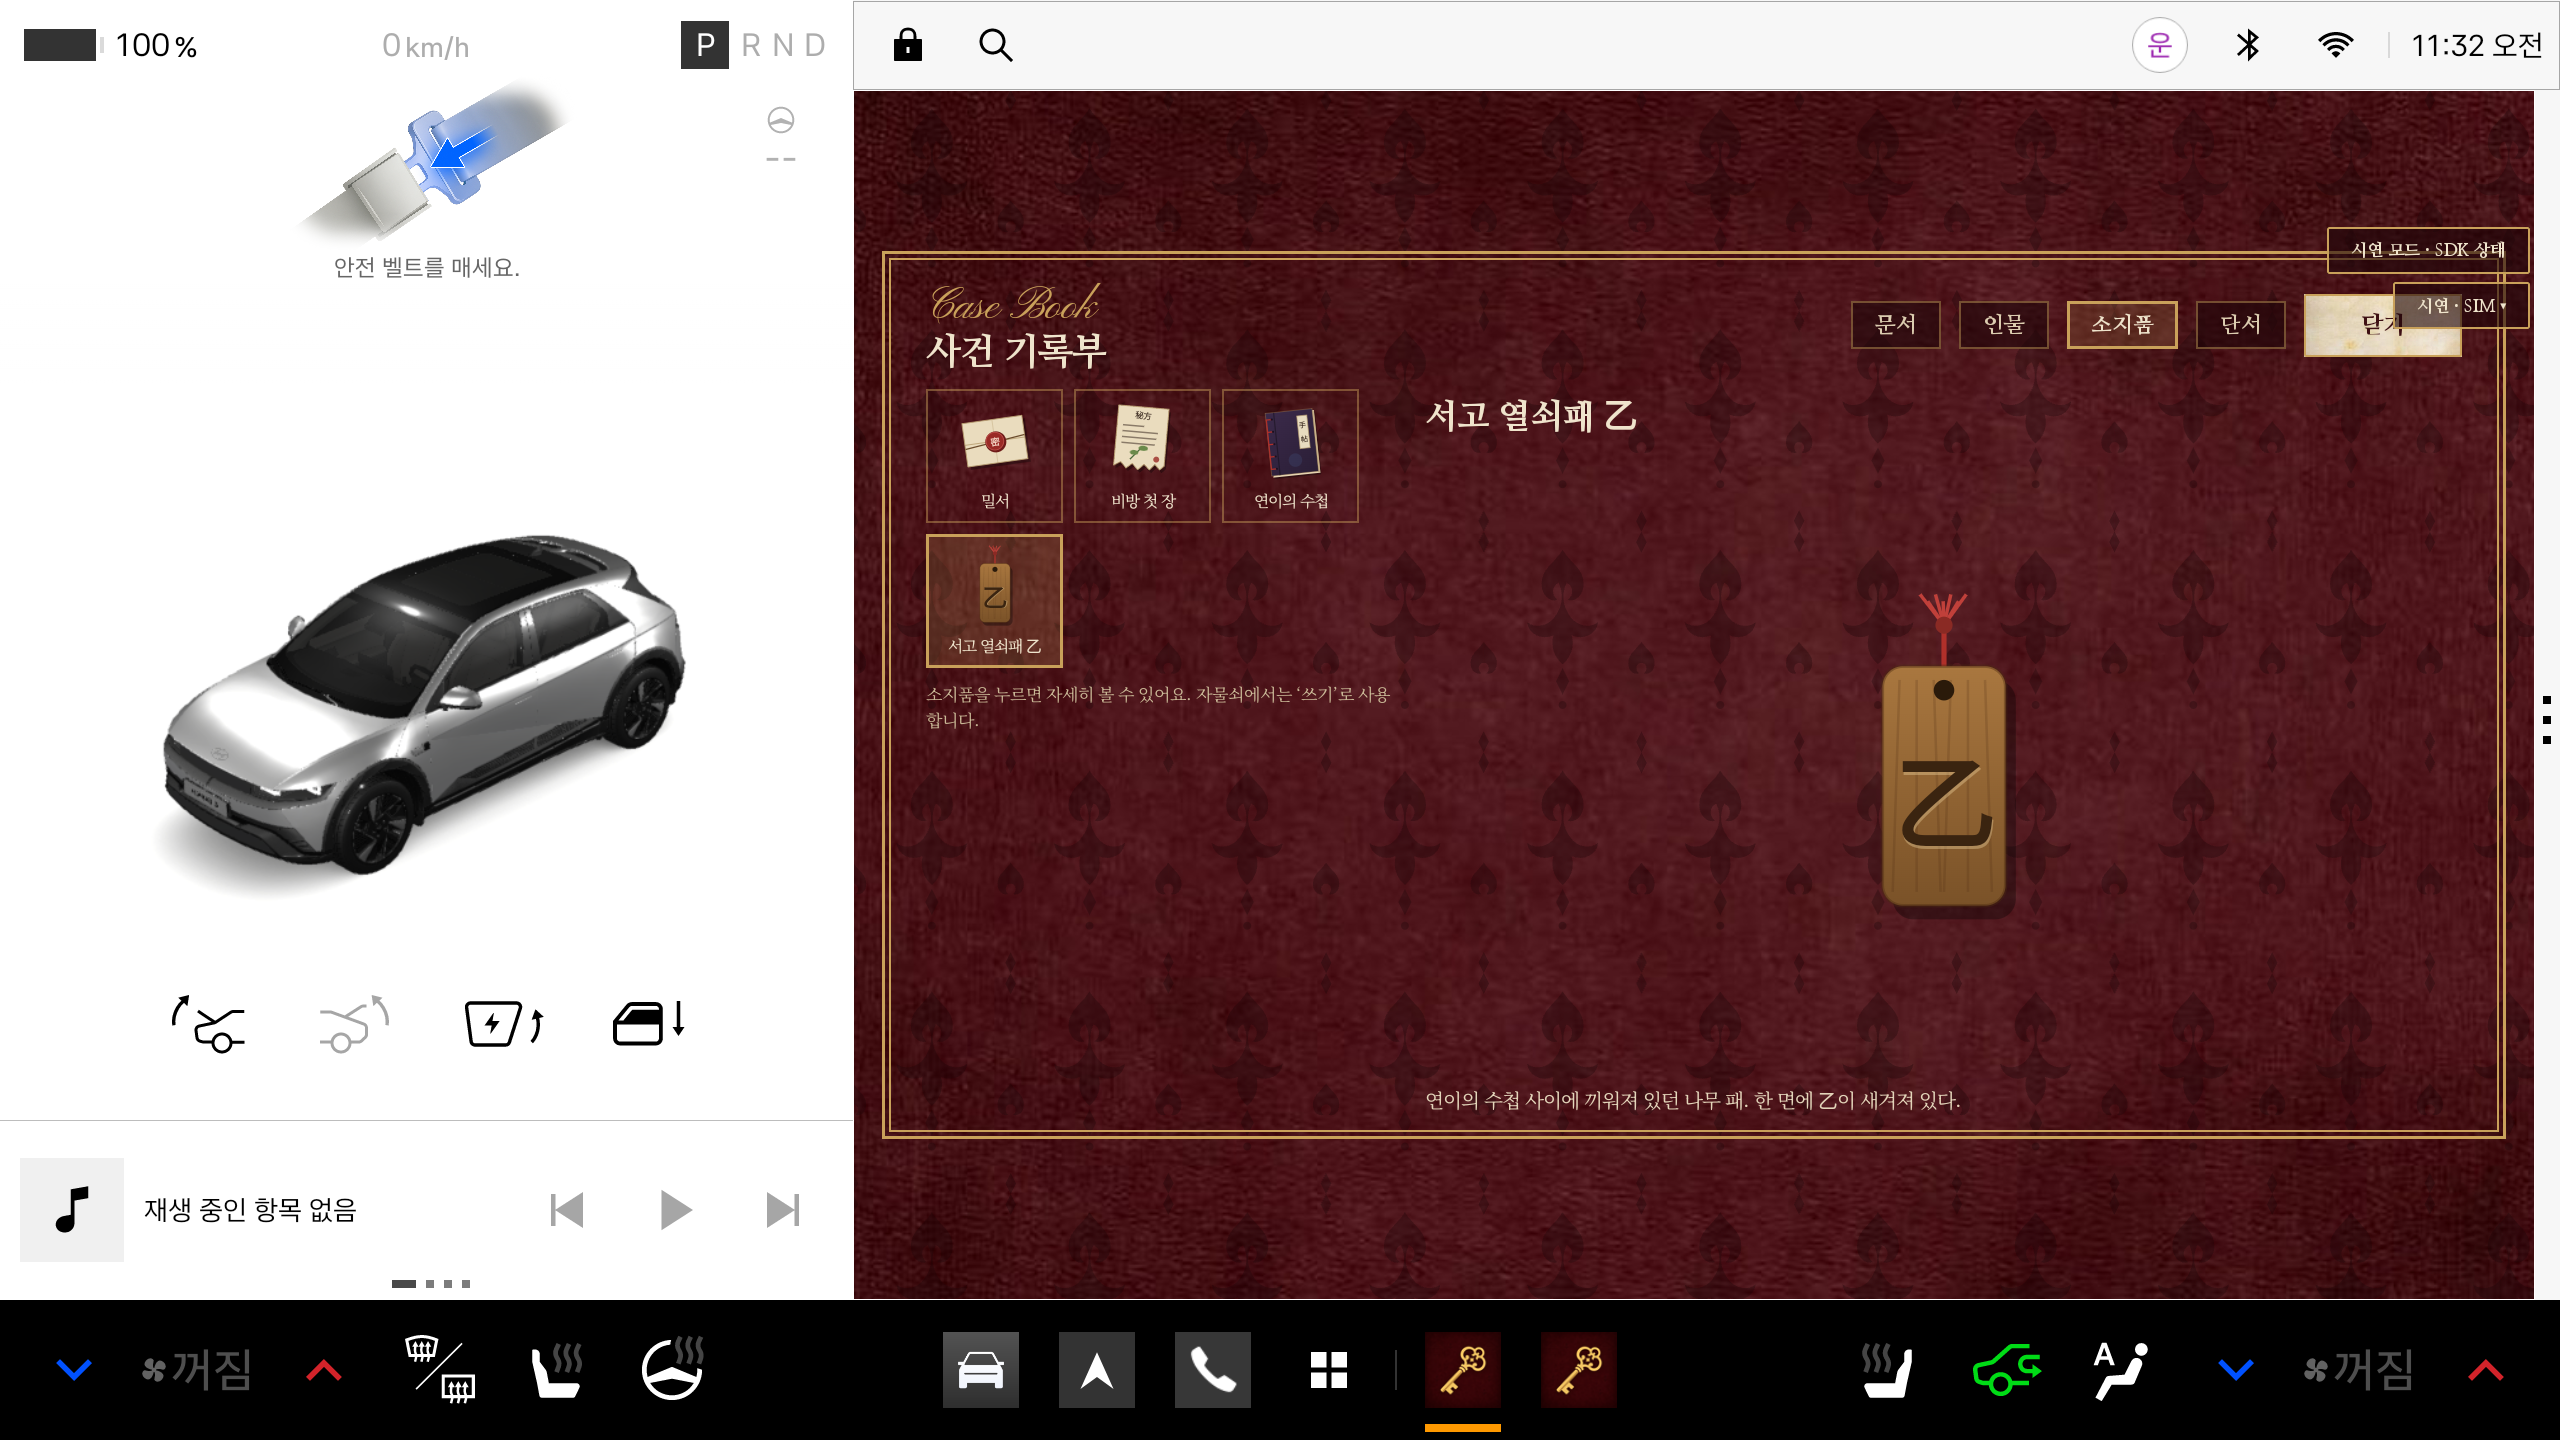 100%
0 km/h
P R N D
운
11:32 오전
안전 벨트를 매세요.
시연 모드 · SDK 상태
시연 · SIM ▾
Case Book
사건 기록부
문서
인물
소지품
단서
서고 열쇠패 乙
密
밀서
秘方
비방 첫 장
手帖
연이의 수첩
乙
서고 열쇠패 乙
소지품을 누르면 자세히 볼 수 있어요. 자물쇠에서는 ‘쓰기’로 사용
합니다.
乙
연이의 수첩 사이에 끼워져 있던 나무 패. 한 면에 乙이 새겨져 있다.
재생 중인 항목 없음
꺼짐
A
꺼짐